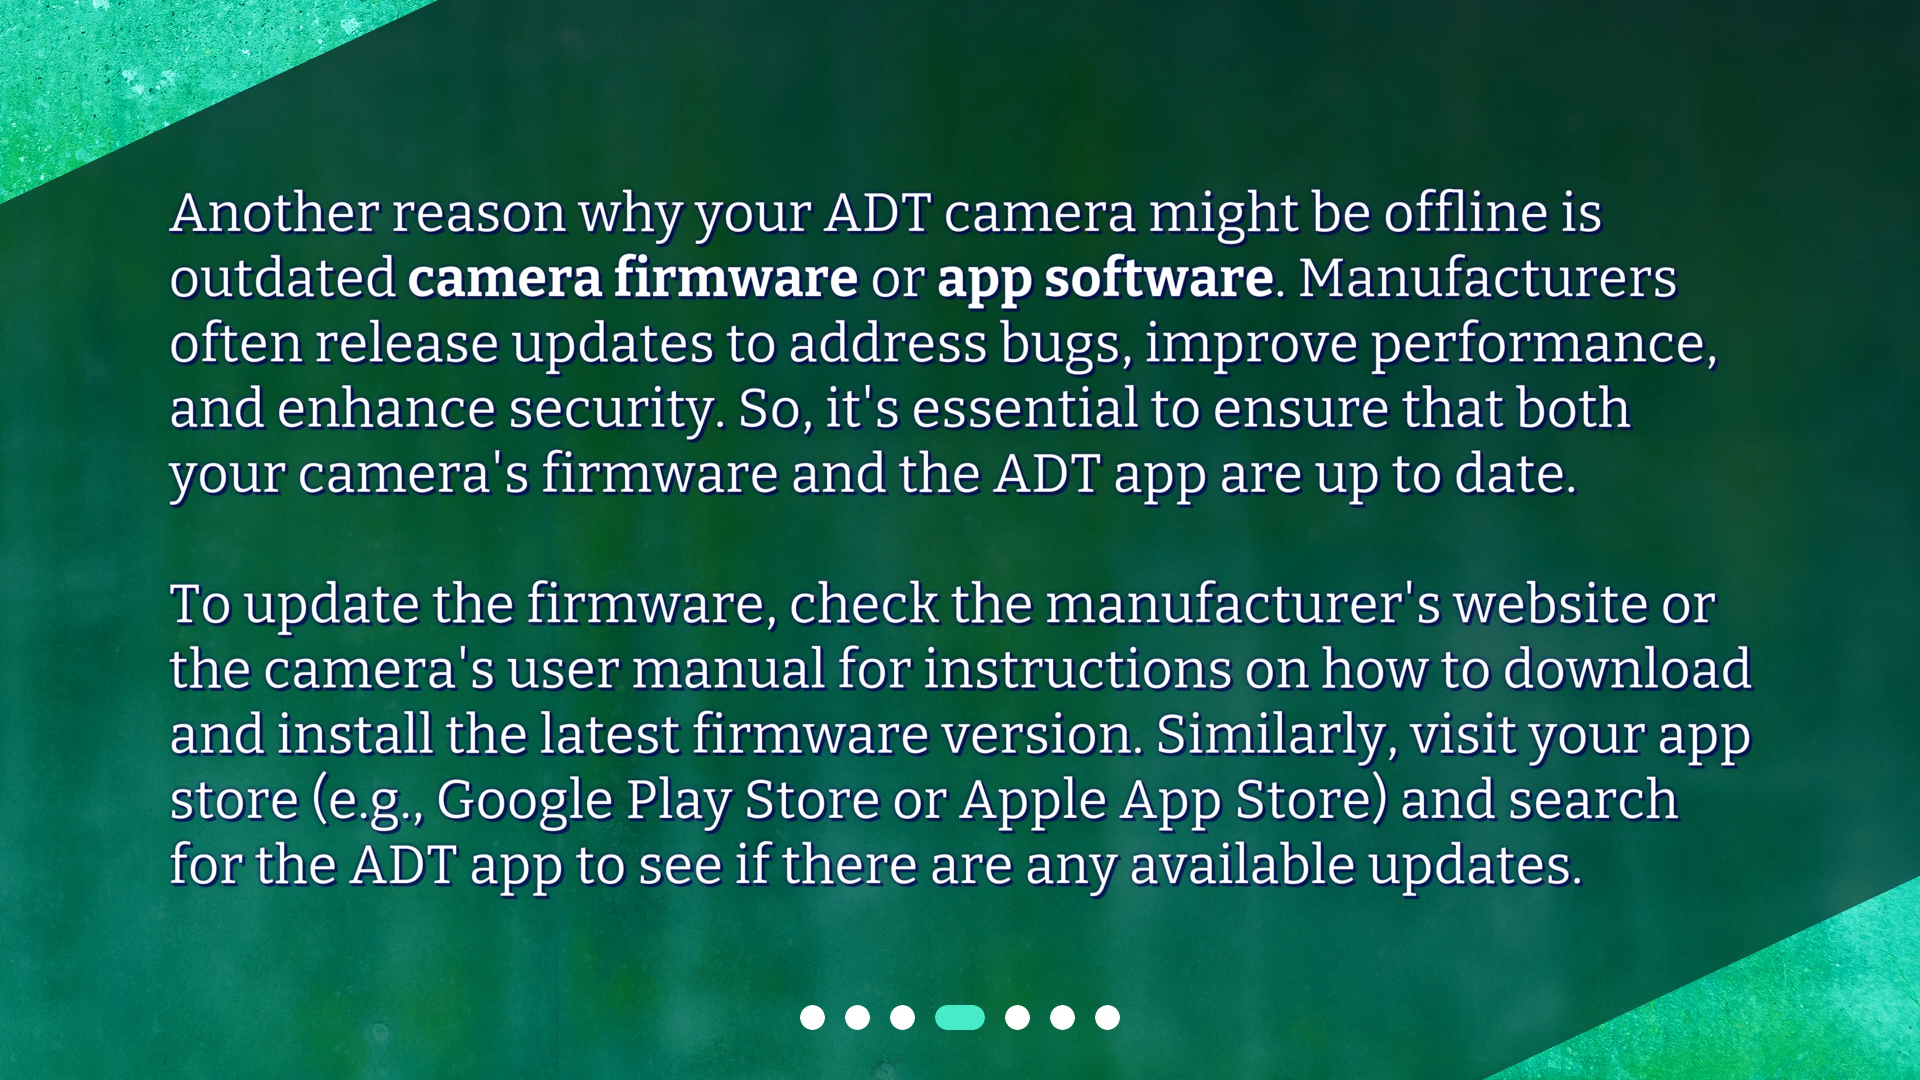 Another reason why your ADT camera might be offline is
outdated camera firmware or app software. Manufacturers
often release updates to address bugs, improve performance,
and enhance security. So, it's essential to ensure that both
your camera's firmware and the ADT app are up to date.
To update the firmware, check the manufacturer's website or
the camera's user manual for instructions on how to download
and install the latest firmware version. Similarly, visit your app
store (e.g., Google Play Store or Apple App Store) and search
for the ADT app to see if there are any available updates.